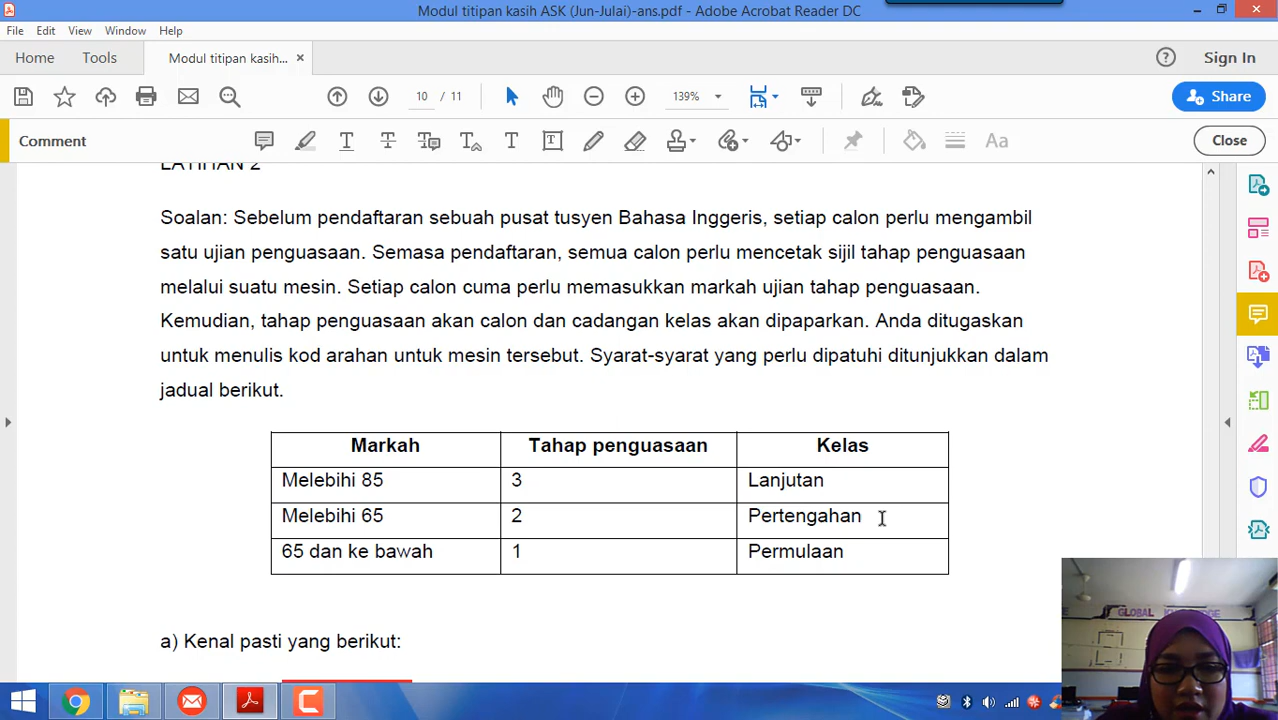 Modul titipan kasih ASK (Jun-Julai)-ans.pdf - Adobe Acrobat Reader DC
File Edit View Window Help
Home Tools Modul titipan kasih... × Sign In
10 / 11 139% Share
Comment Aa Close
LATIHAN 2
Soalan: Sebelum pendaftaran sebuah pusat tusyen Bahasa Inggeris, setiap calon perlu mengambil
satu ujian penguasaan. Semasa pendaftaran, semua calon perlu mencetak sijil tahap penguasaan
melalui suatu mesin. Setiap calon cuma perlu memasukkan markah ujian tahap penguasaan.
Kemudian, tahap penguasaan akan calon dan cadangan kelas akan dipaparkan. Anda ditugaskan
untuk menulis kod arahan untuk mesin tersebut. Syarat-syarat yang perlu dipatuhi ditunjukkan dalam
jadual berikut.
Markah Tahap penguasaan Kelas
Melebihi 85 3 Lanjutan
Melebihi 65 2 Pertengahan
65 dan ke bawah 1 Permulaan
a) Kenal pasti yang berikut:
GLOBAL